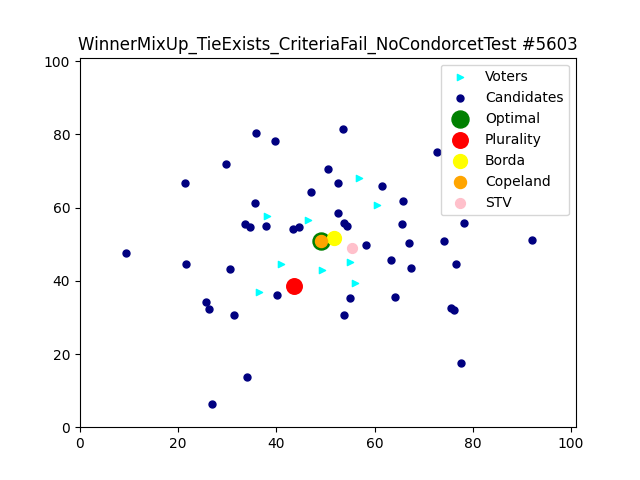 WinnerMixUp_TieExists_CriteriaFail_NoCondorcetTest #5603
100
80
60
40
20
0
0
20
40
60
80
100
Voters
Candidates
Optimal
Plurality
Borda
Copeland
STV